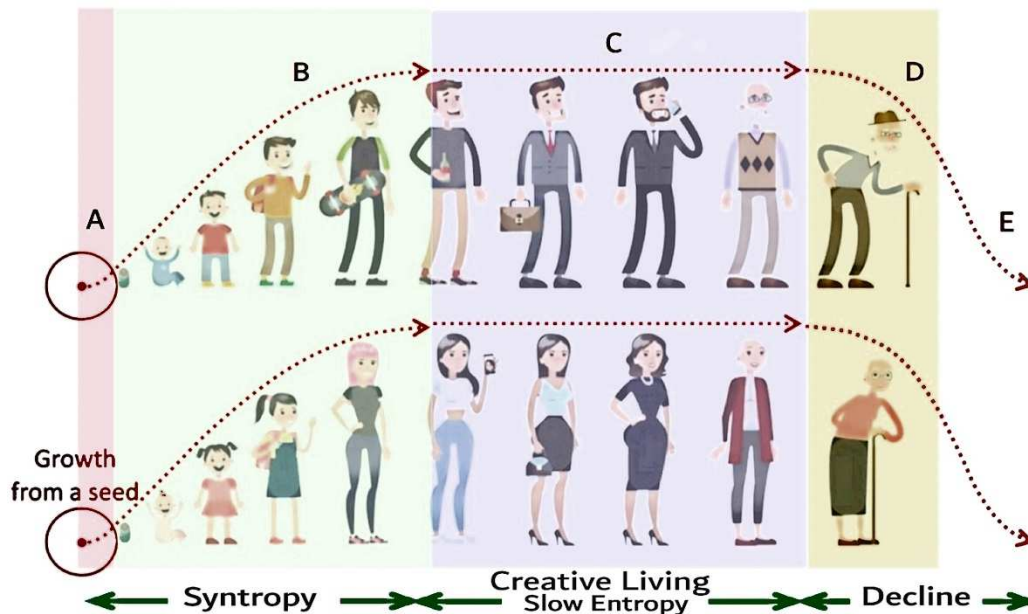 A
B
C
D
E
Growth
from a seed.
Syntropy
Creative Living
Slow Entropy
Decline